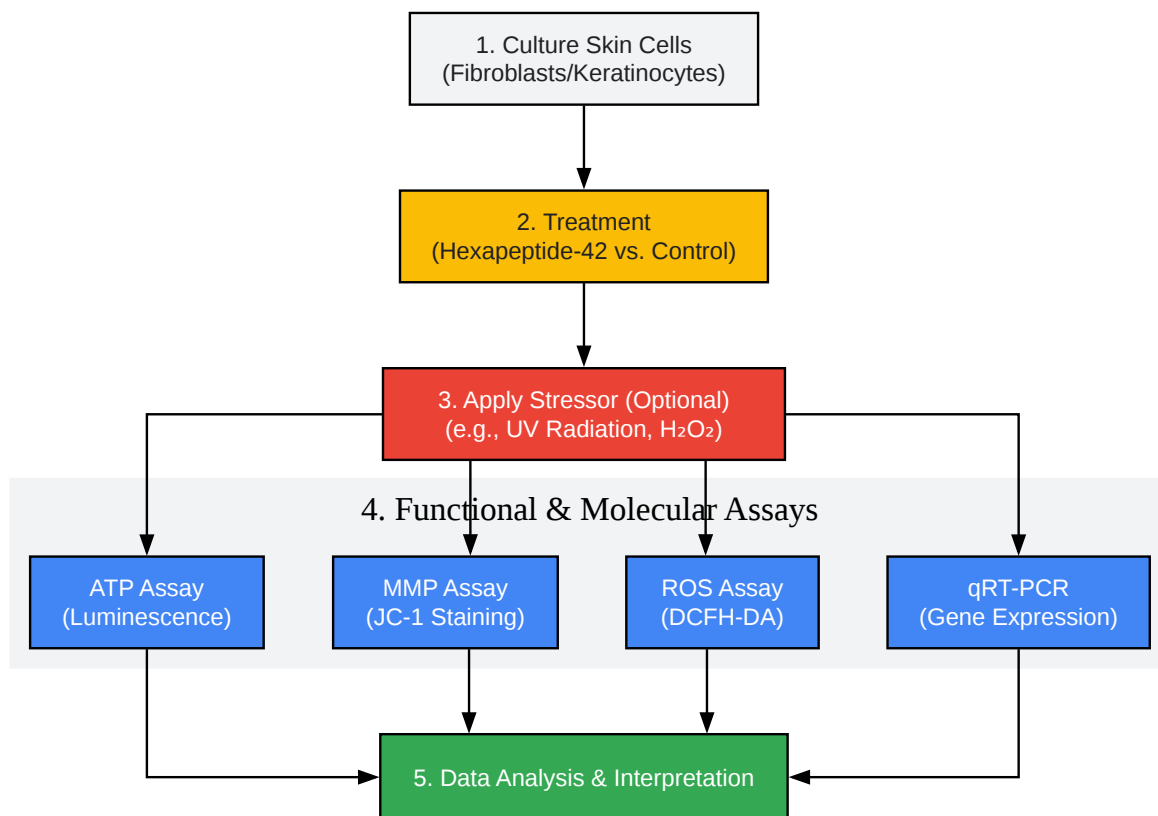 1. Culture Skin Cells
(Fibroblasts/Keratinocytes)
2. Treatment
(Hexapeptide-42 vs. Control)
3. Apply Stressor (Optional)
(e.g., UV Radiation, H₂O₂)
4. Functional & Molecular Assays
ATP Assay
(Luminescence)
MMP Assay
(JC-1 Staining)
ROS Assay
(DCFH-DA)
qRT-PCR
(Gene Expression)
5. Data Analysis & Interpretation